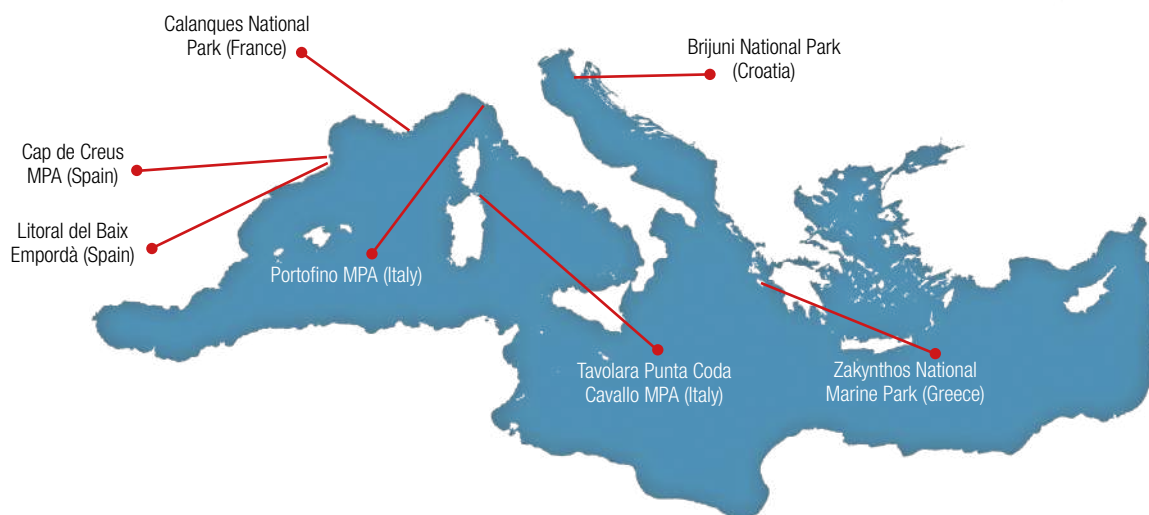 Calanques National
Park (France)
Brijuni National Park
(Croatia)
Cap de Creus
MPA (Spain)
Litoral del Baix
Empordà (Spain)
Portofino MPA (Italy)
Tavolara Punta Coda
Cavallo MPA (Italy)
Zakynthos National
Marine Park (Greece)